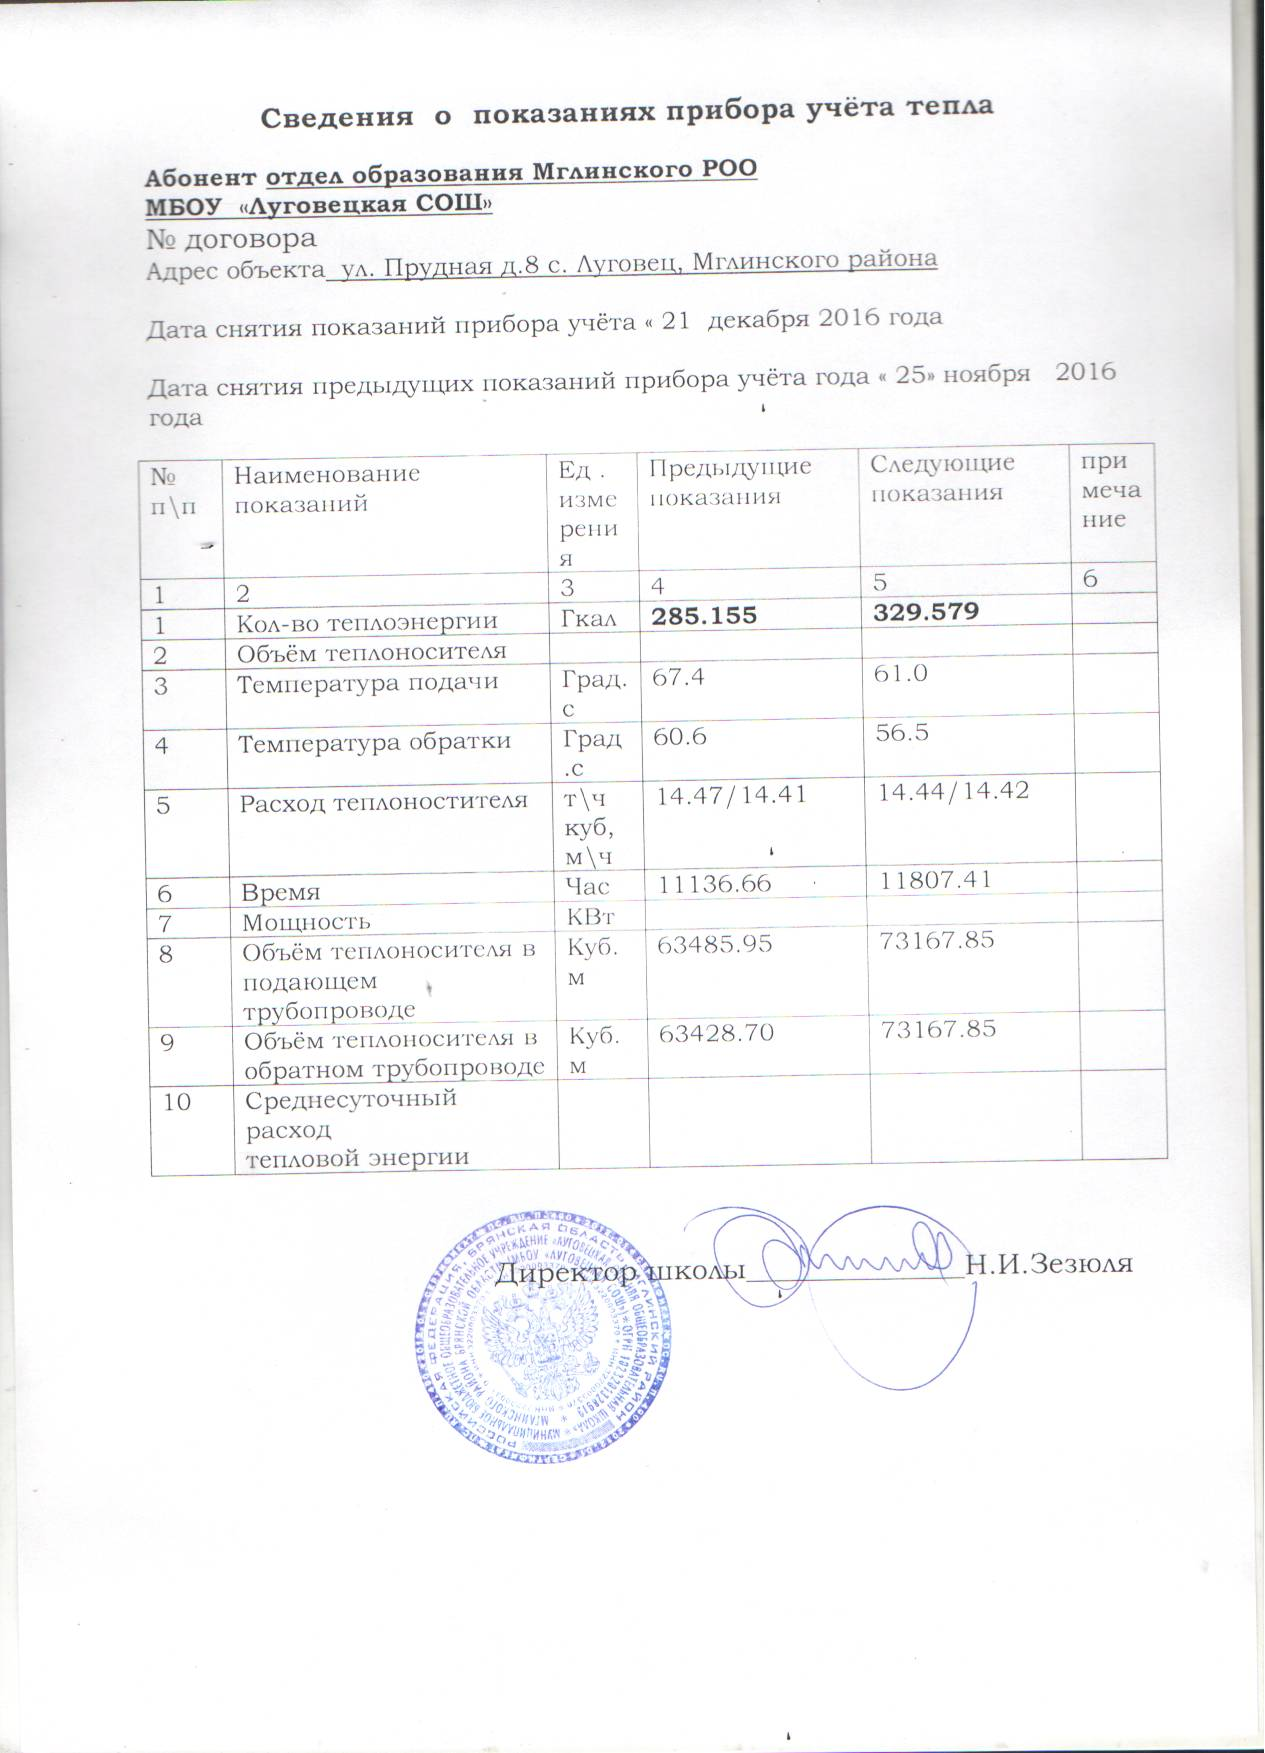 Сведения о показаниях прибора учёта тепла
Абонент отдел образования Мглинского РОО
МБОУ «Луговецкая СОШ»
№ договора
Адрес объекта ул. Прудная д.8 с. Луговец, Мглинского района
Дата снятия показаний прибора учёта « 21 декабря 2016 года
Дата снятия предыдущих показаний прибора учёта года « 25» ноября 2016
года
№ п\п Наименование показаний Ед . изме рени я Предыдущие показания Следующие показания при меча ние
1 2 3 4 5 6
1 Кол-во теплоэнергии Гкал 285.155 329.579
2 Объём теплоносителя
3 Температура подачи Град. с 67.4 61.0
4 Температура обратки Град .с 60.6 56.5
5 Расход теплоностителя т\ч куб, м\ч 14.47/14.41 14.44/14.42
6 Время Час 11136.66 11807.41
7 Мощность КВт
8 Объём теплоносителя в подающем трубопроводе Куб. м 63485.95 73167.85
9 Объём теплоносителя в обратном трубопроводе Куб. м 63428.70 73167.85
10 Среднесуточный расход тепловой энергии
Директор школы Н.И.Зезюля